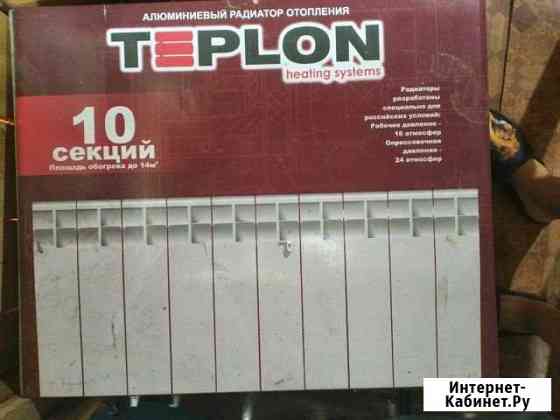 АЛЮМИНИЕВЫЙ РАДИАТОР ОТОПЛЕНИЯ
TEPLON
heating systems
10
секций
Площадь обогрева до 14м²
Радиаторы
разработаны
специально для
российских условий:
Рабочее давление -
16 атмосфер
Опрессовочная
давление -
24 атмосфер
Интернет-
Кабинет.Ру